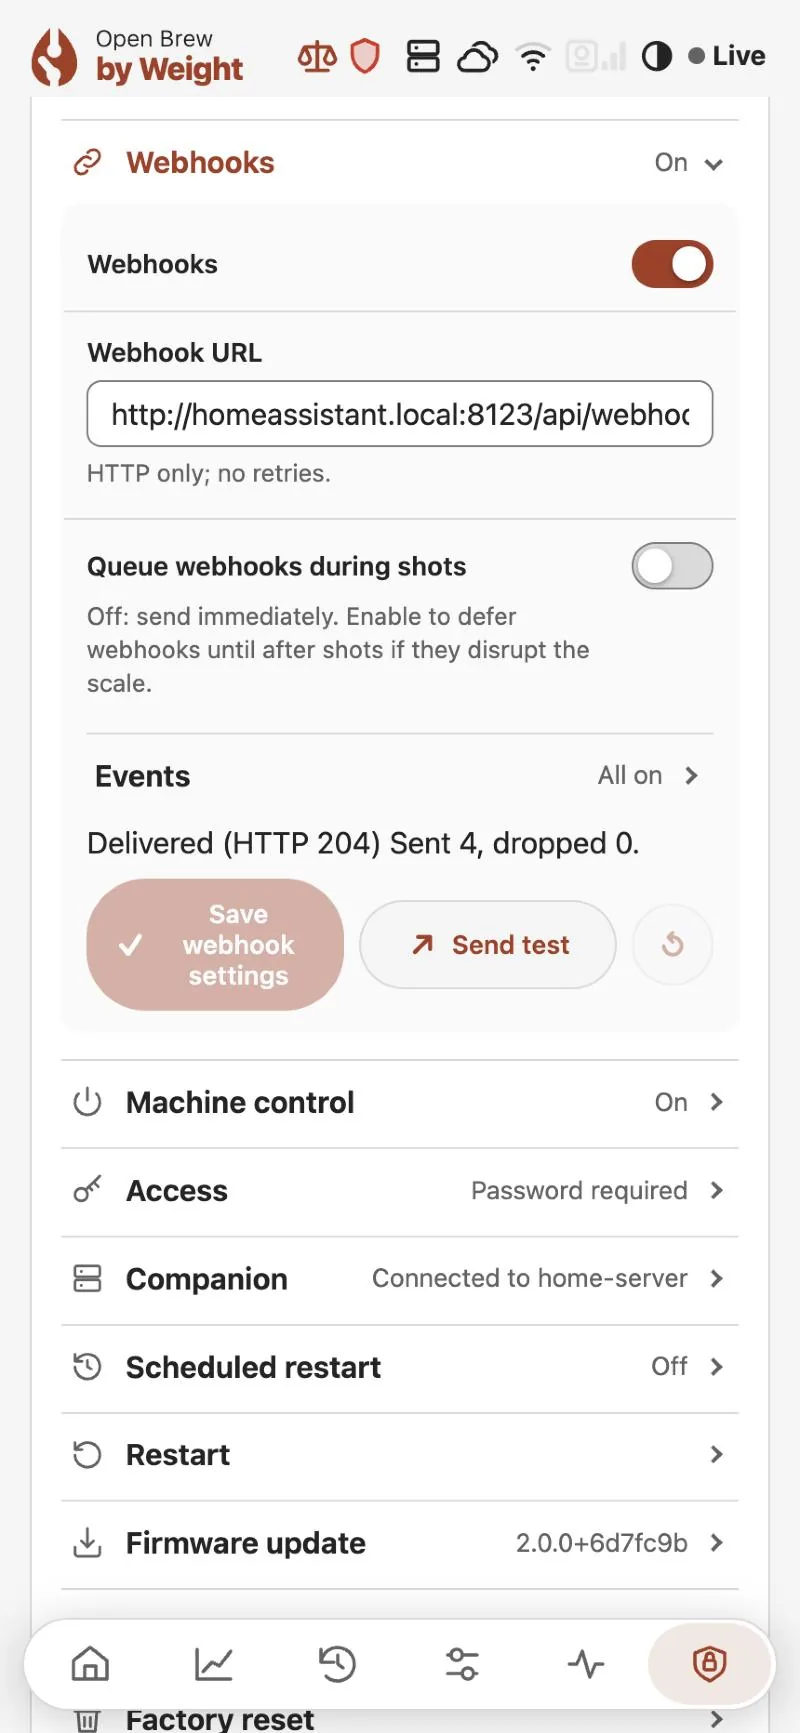 Open Brew
by Weight
Live
Webhooks
On
Webhooks
Webhook URL
http://homeassistant.local:8123/api/webhoo
HTTP only; no retries.
Queue webhooks during shots
Off: send immediately. Enable to defer
webhooks until after shots if they disrupt the
scale.
Events
All on
Delivered (HTTP 204) Sent 4, dropped 0.
Save
webhook
settings
Send test
Machine control
On
Access
Password required
Companion
Connected to home-server
Scheduled restart
Off
Restart
Firmware update
2.0.0+6d7fc9b
Factory reset